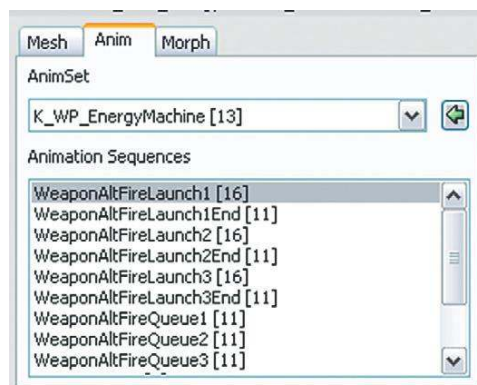 Mesh Anim Morph
AnimSet
K_WP_EnergyMachine [13]
Animation Sequences
WeaponAltFireLaunch1 [16]
WeaponAltFireLaunch1End [11]
WeaponAltFireLaunch2 [16]
WeaponAltFireLaunch2End [11]
WeaponAltFireLaunch3 [16]
WeaponAltFireLaunch3End [11]
WeaponAltFireQueue1 [11]
WeaponAltFireQueue2 [11]
WeaponAltFireQueue3 [11]